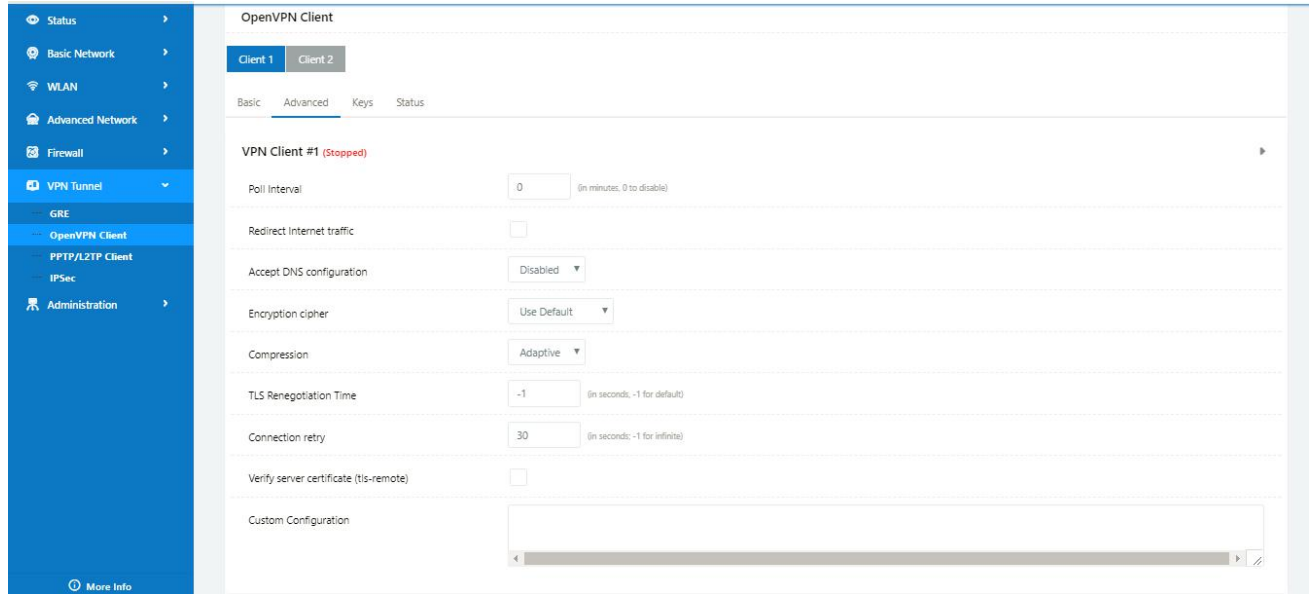 Status
Basic Network
WLAN
Advanced Network
Firewall
VPN Tunnel
GRE
OpenVPN Client
PPTP/L2TP Client
IPSec
Administration
More Info
OpenVPN Client
Client 1 Client 2
Basic Advanced Keys Status
VPN Client #1 (Stopped)
Poll Interval 0 (in minutes, 0 to disable)
Redirect Internet traffic
Accept DNS configuration Disabled
Encryption cipher Use Default
Compression Adaptive
TLS Renegotiation Time -1 (in seconds, -1 for default)
Connection retry 30 (in seconds; -1 for infinite)
Verify server certificate (tls-remote)
Custom Configuration